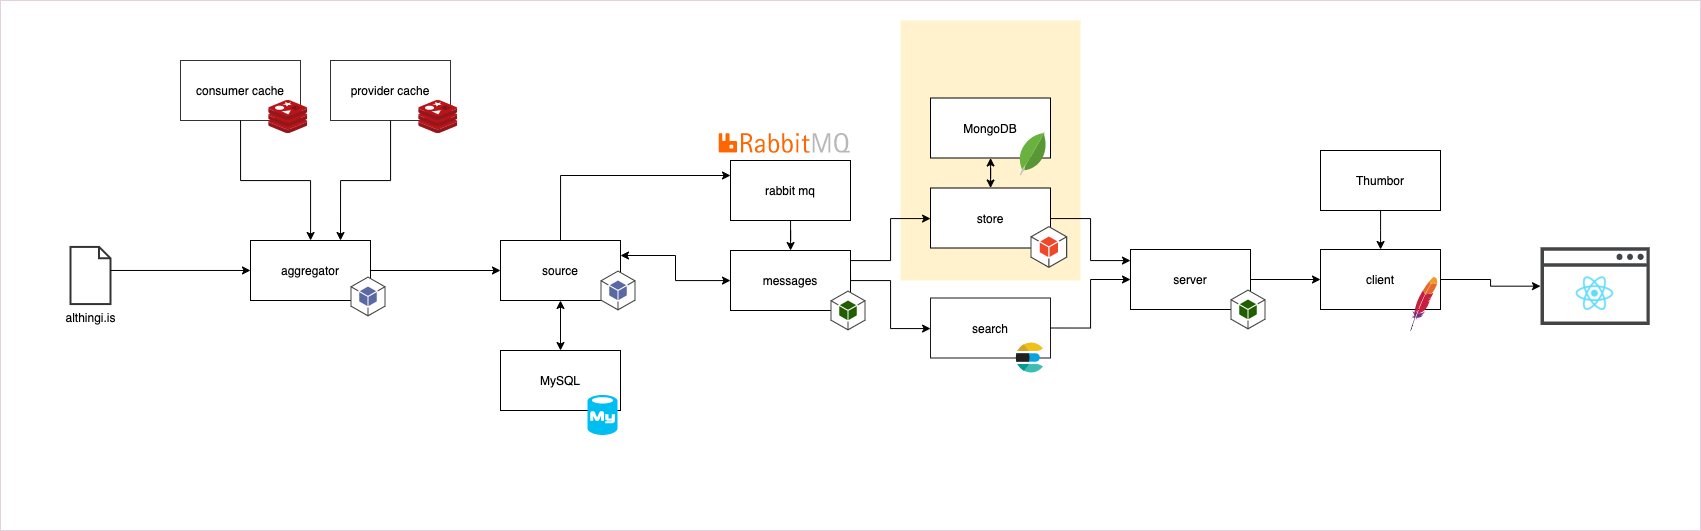 consumer cache
provider cache
RabbitMQ
MongoDB
rabbit mq
Thumbor
store
aggregator
source
messages
server
client
althingi.is
search
MySQL
My